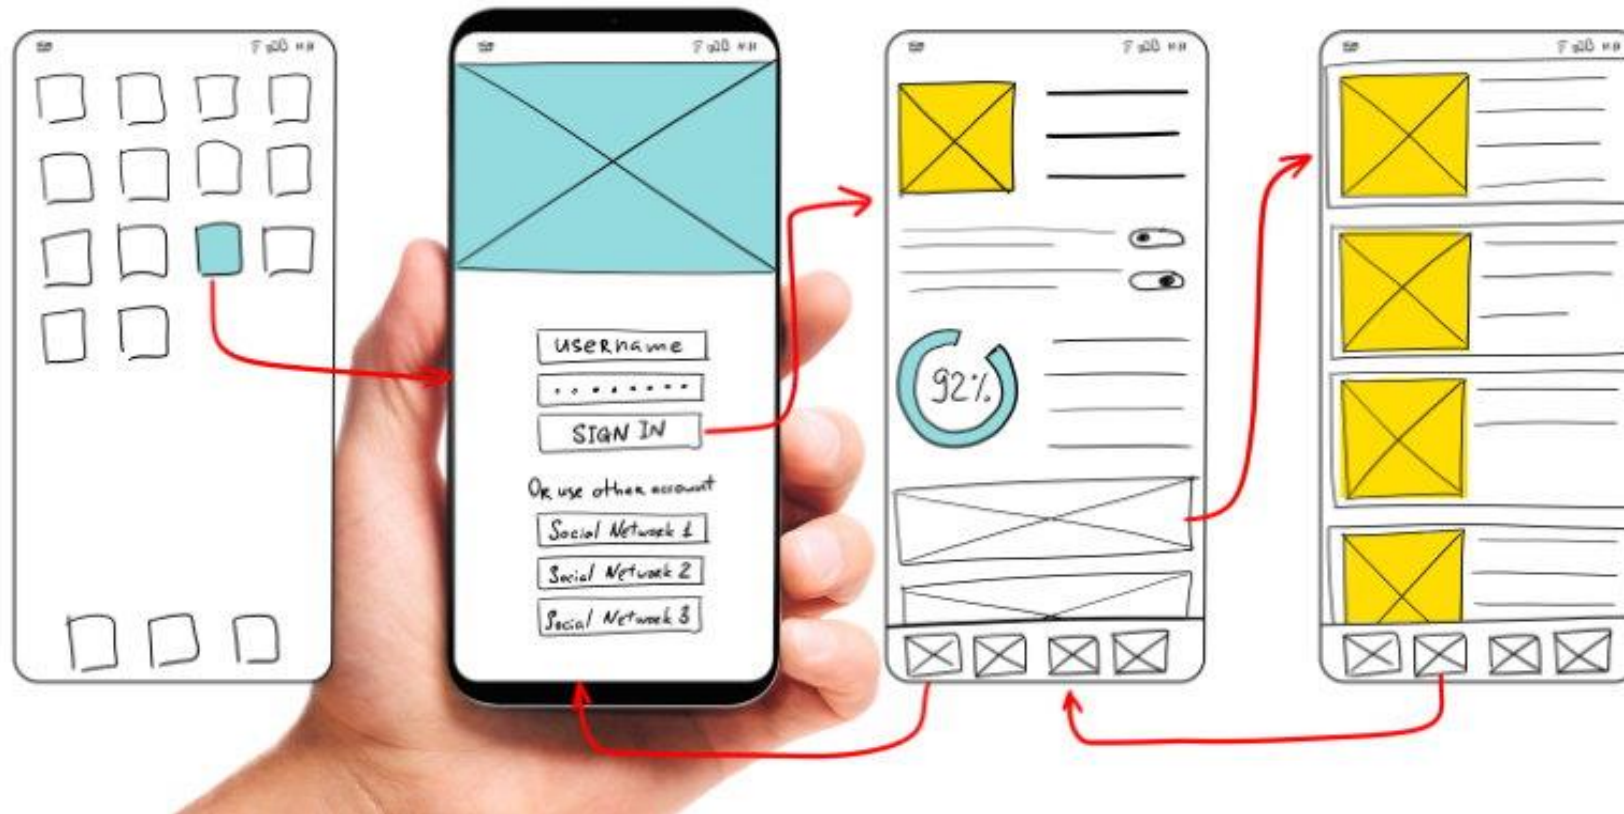 username
........
SIGN IN
Or use other account
Social Network 1
Social Network 2
Social Network 3
92%